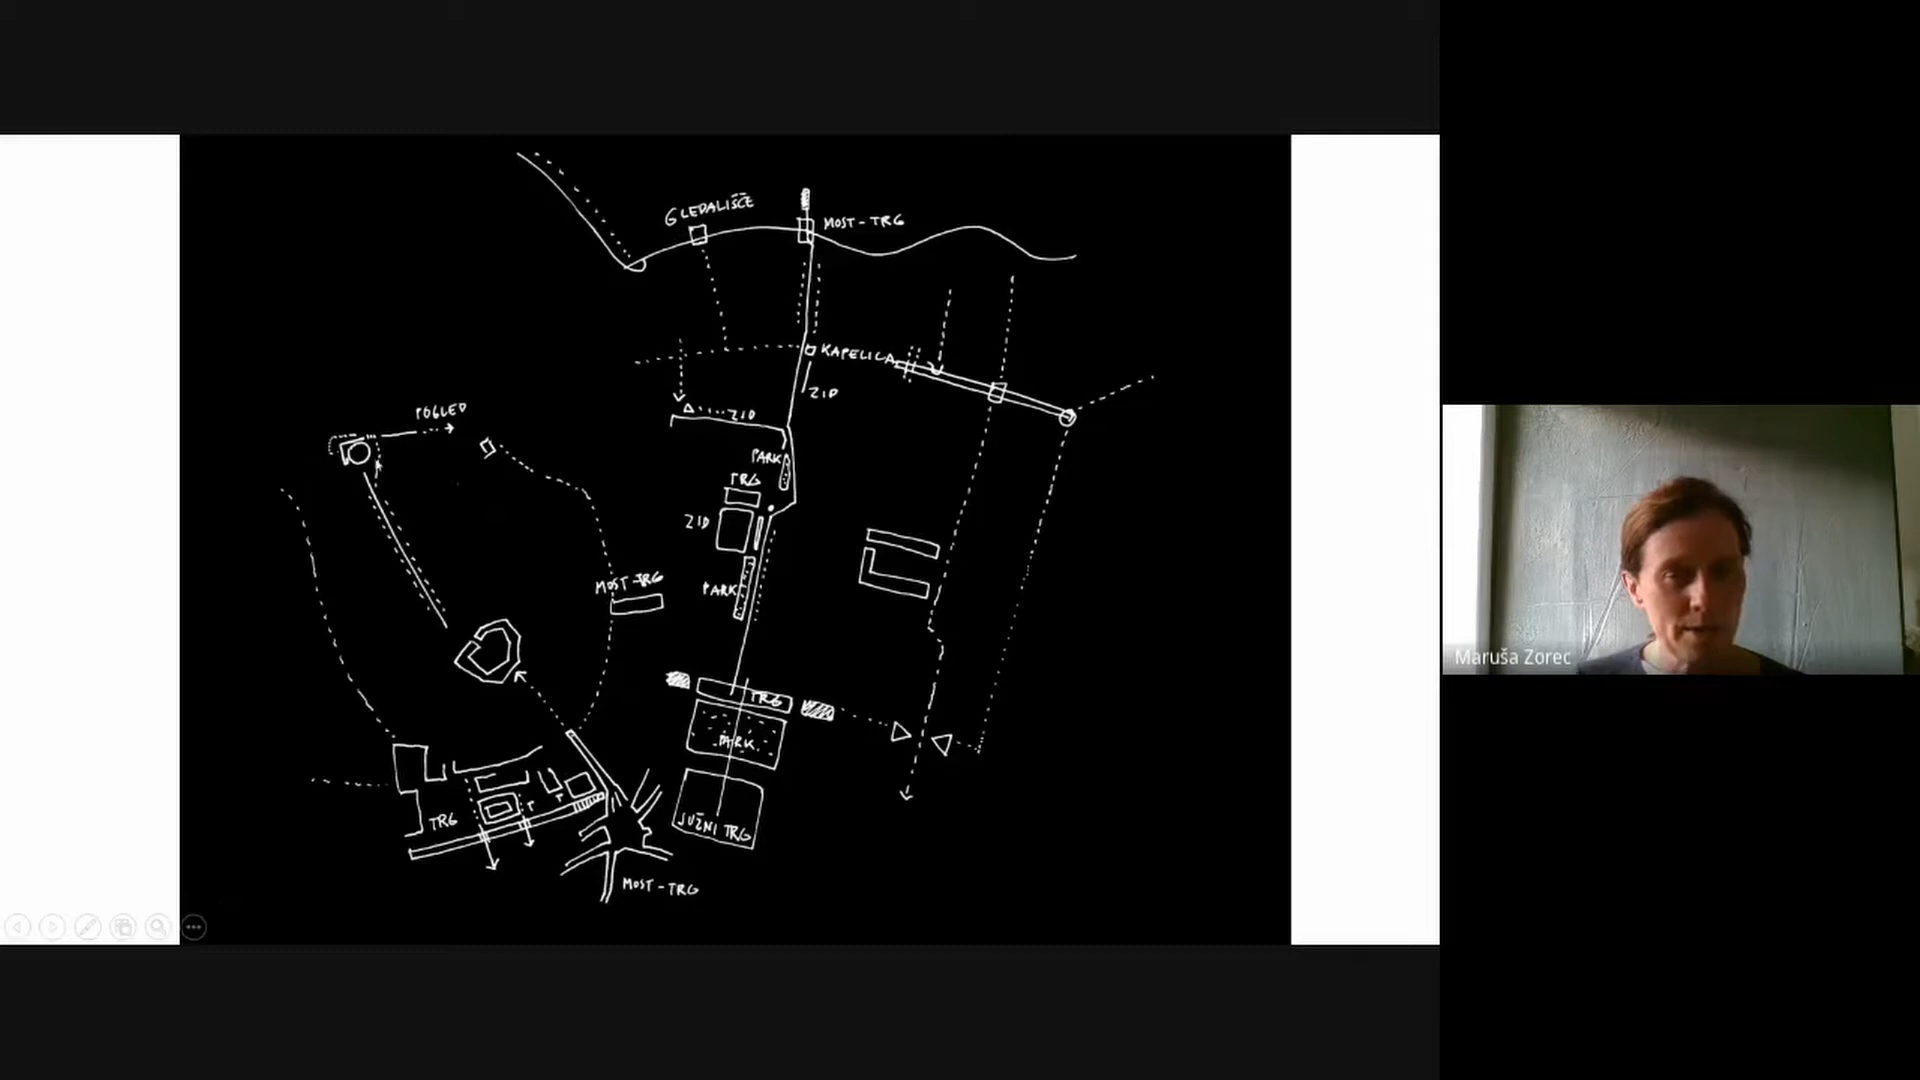 GLEDALIŠČE
MOST-TRG
KAPELICA
ZID
ZID
POGLED
PARK
TRG
ZID
MOST-TRG
PARK
TRG
PARK
TRG
T
T
JUŽNI TRG
MOST-TRG
Maruša Zorec